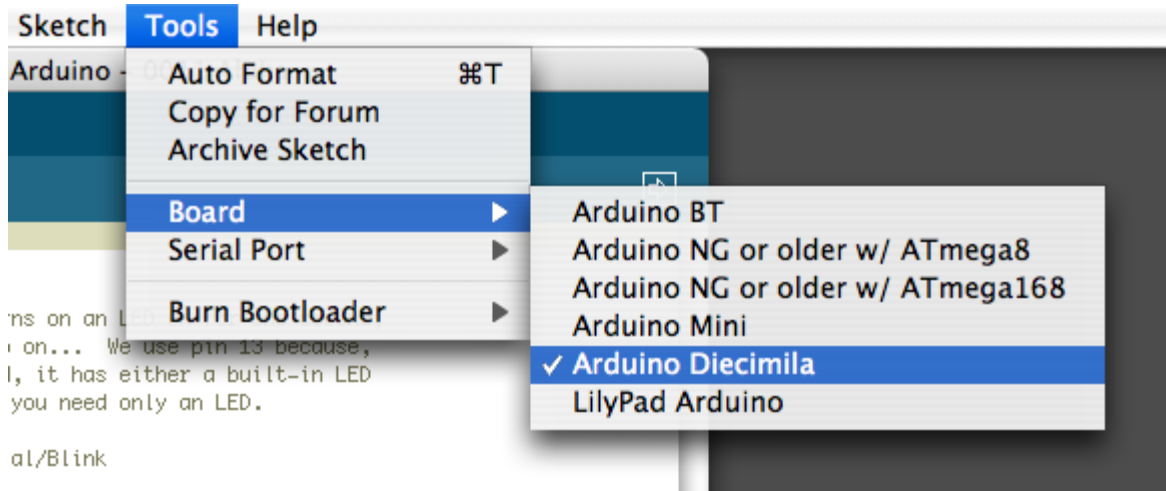 Sketch Tools Help
Arduino -
Auto Format ⌘T
Copy for Forum
Archive Sketch
Board
Serial Port
Burn Bootloader
Arduino BT
Arduino NG or older w/ ATmega8
Arduino NG or older w/ ATmega168
Arduino Mini
✓ Arduino Diecimila
LilyPad Arduino
rns on an
on... We use pin 13 because,
, it has either a built-in LED
you need only an LED.
al/Blink